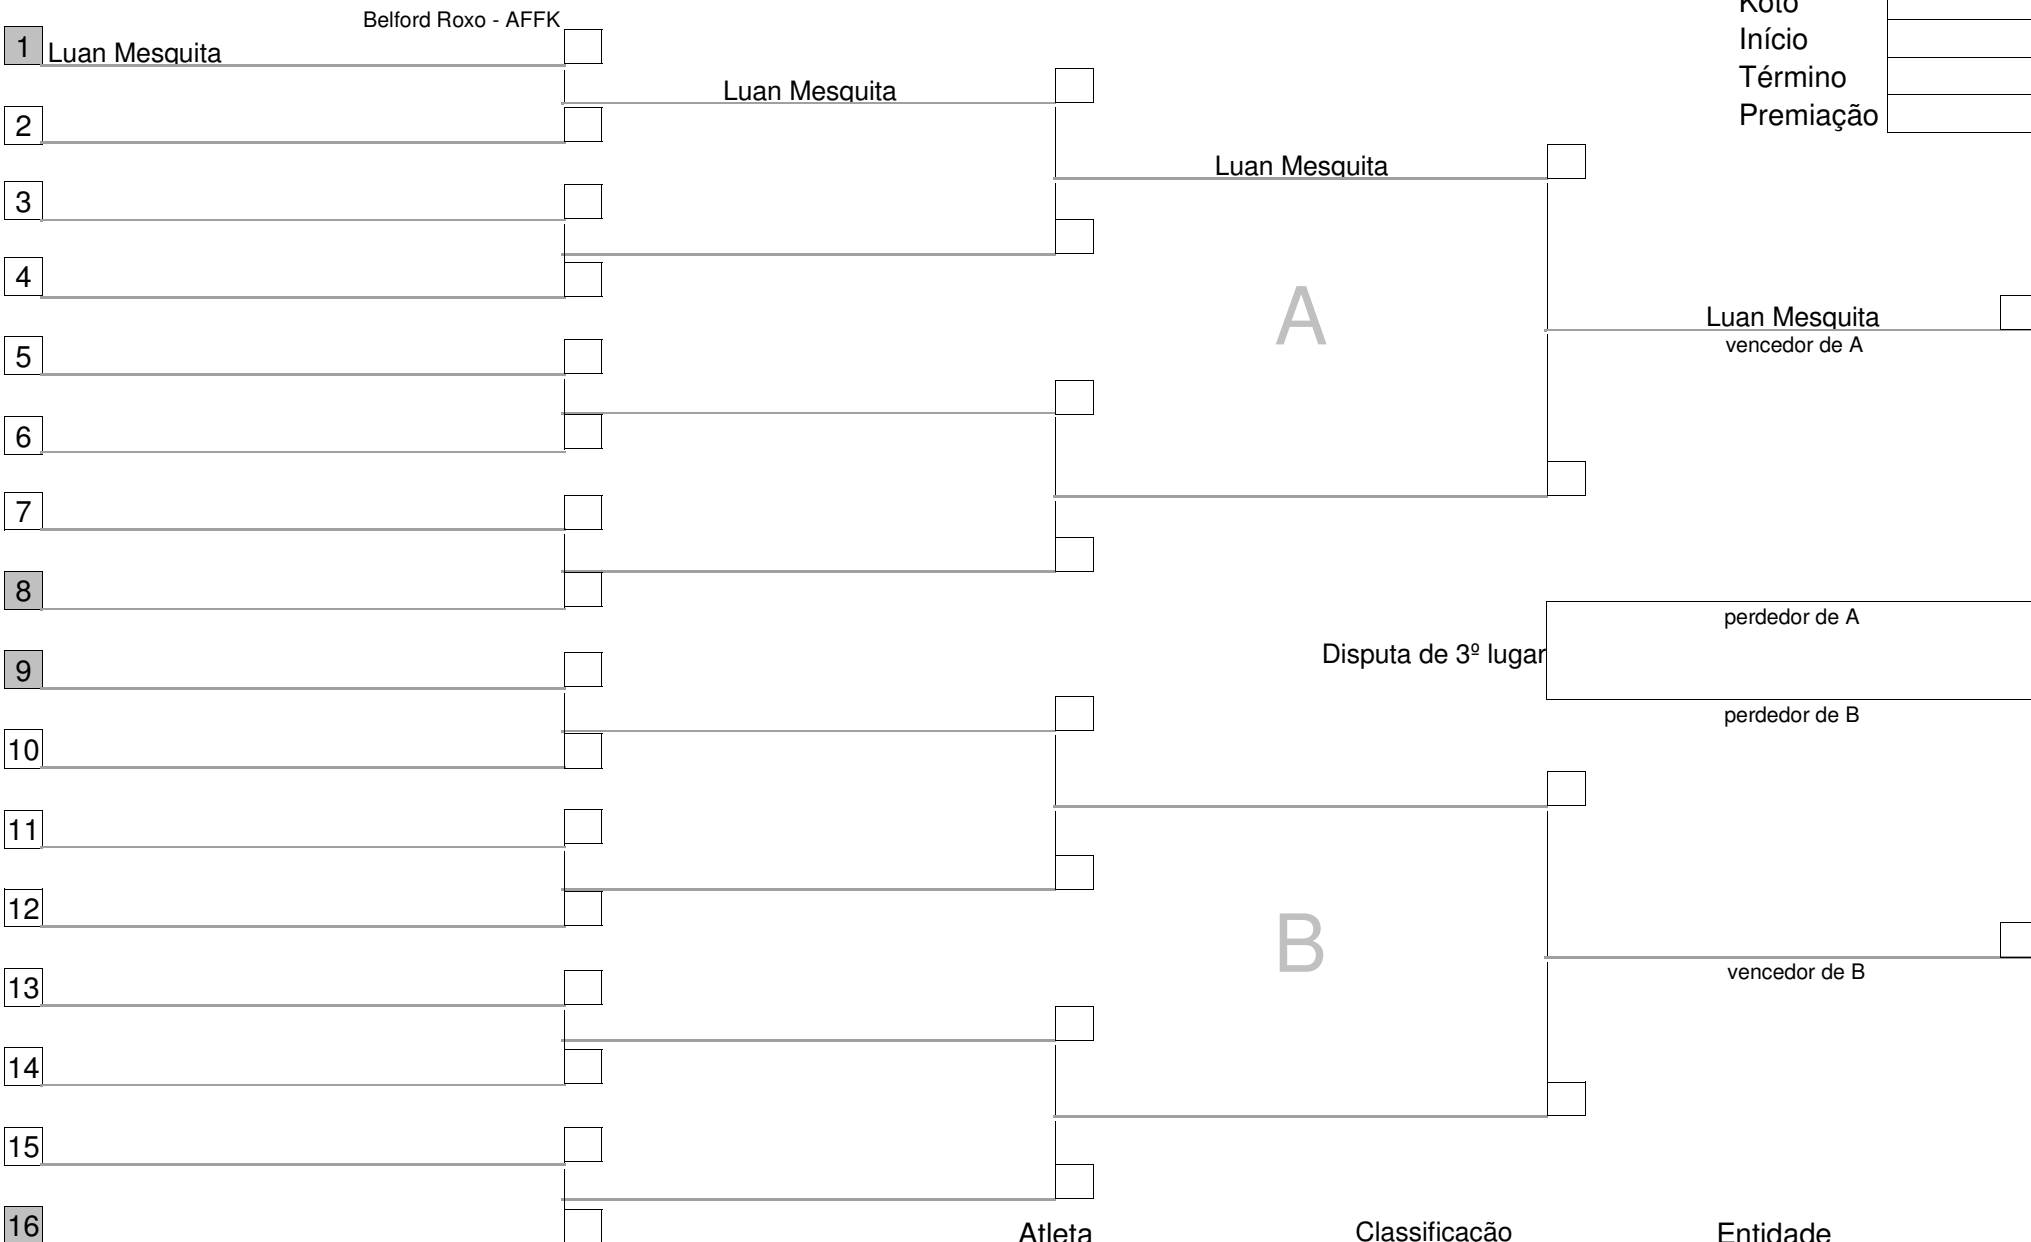 Koto
Belford Roxo - AFFK
1 Luan Mesquita
Início
Término
Luan Mesquita
Premiação
2
Luan Mesquita
3
4
A
Luan Mesquita
vencedor de A
5
6
7
8
perdedor de A
Disputa de 3º lugar
9
perdedor de B
10
11
12
B
vencedor de B
13
14
15
16
Atleta Classificação Entidade